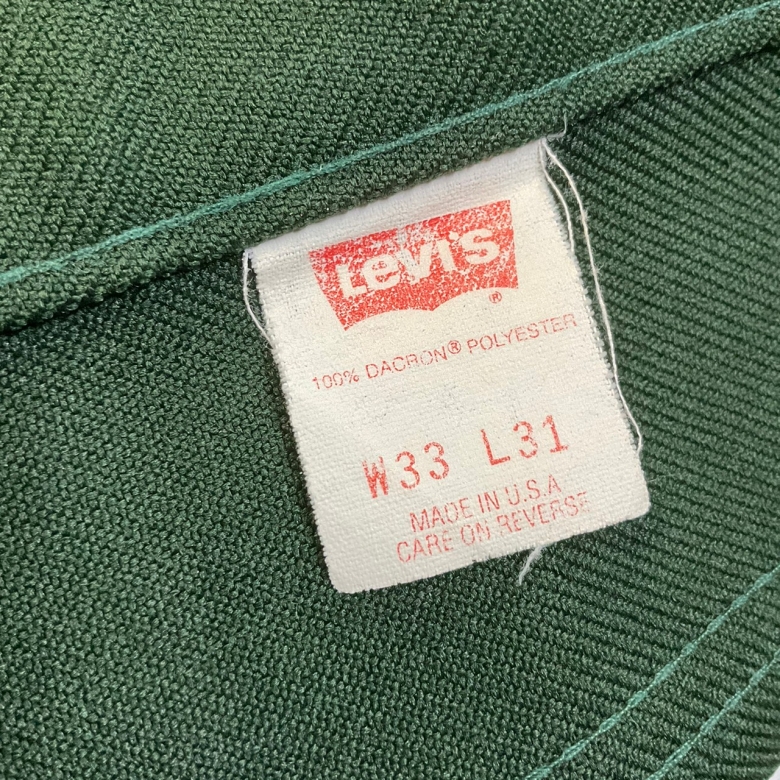 Levi's ®
100% DACRON® POLYESTER
W33 L31
MADE IN U.S.A
CARE ON REVERSE